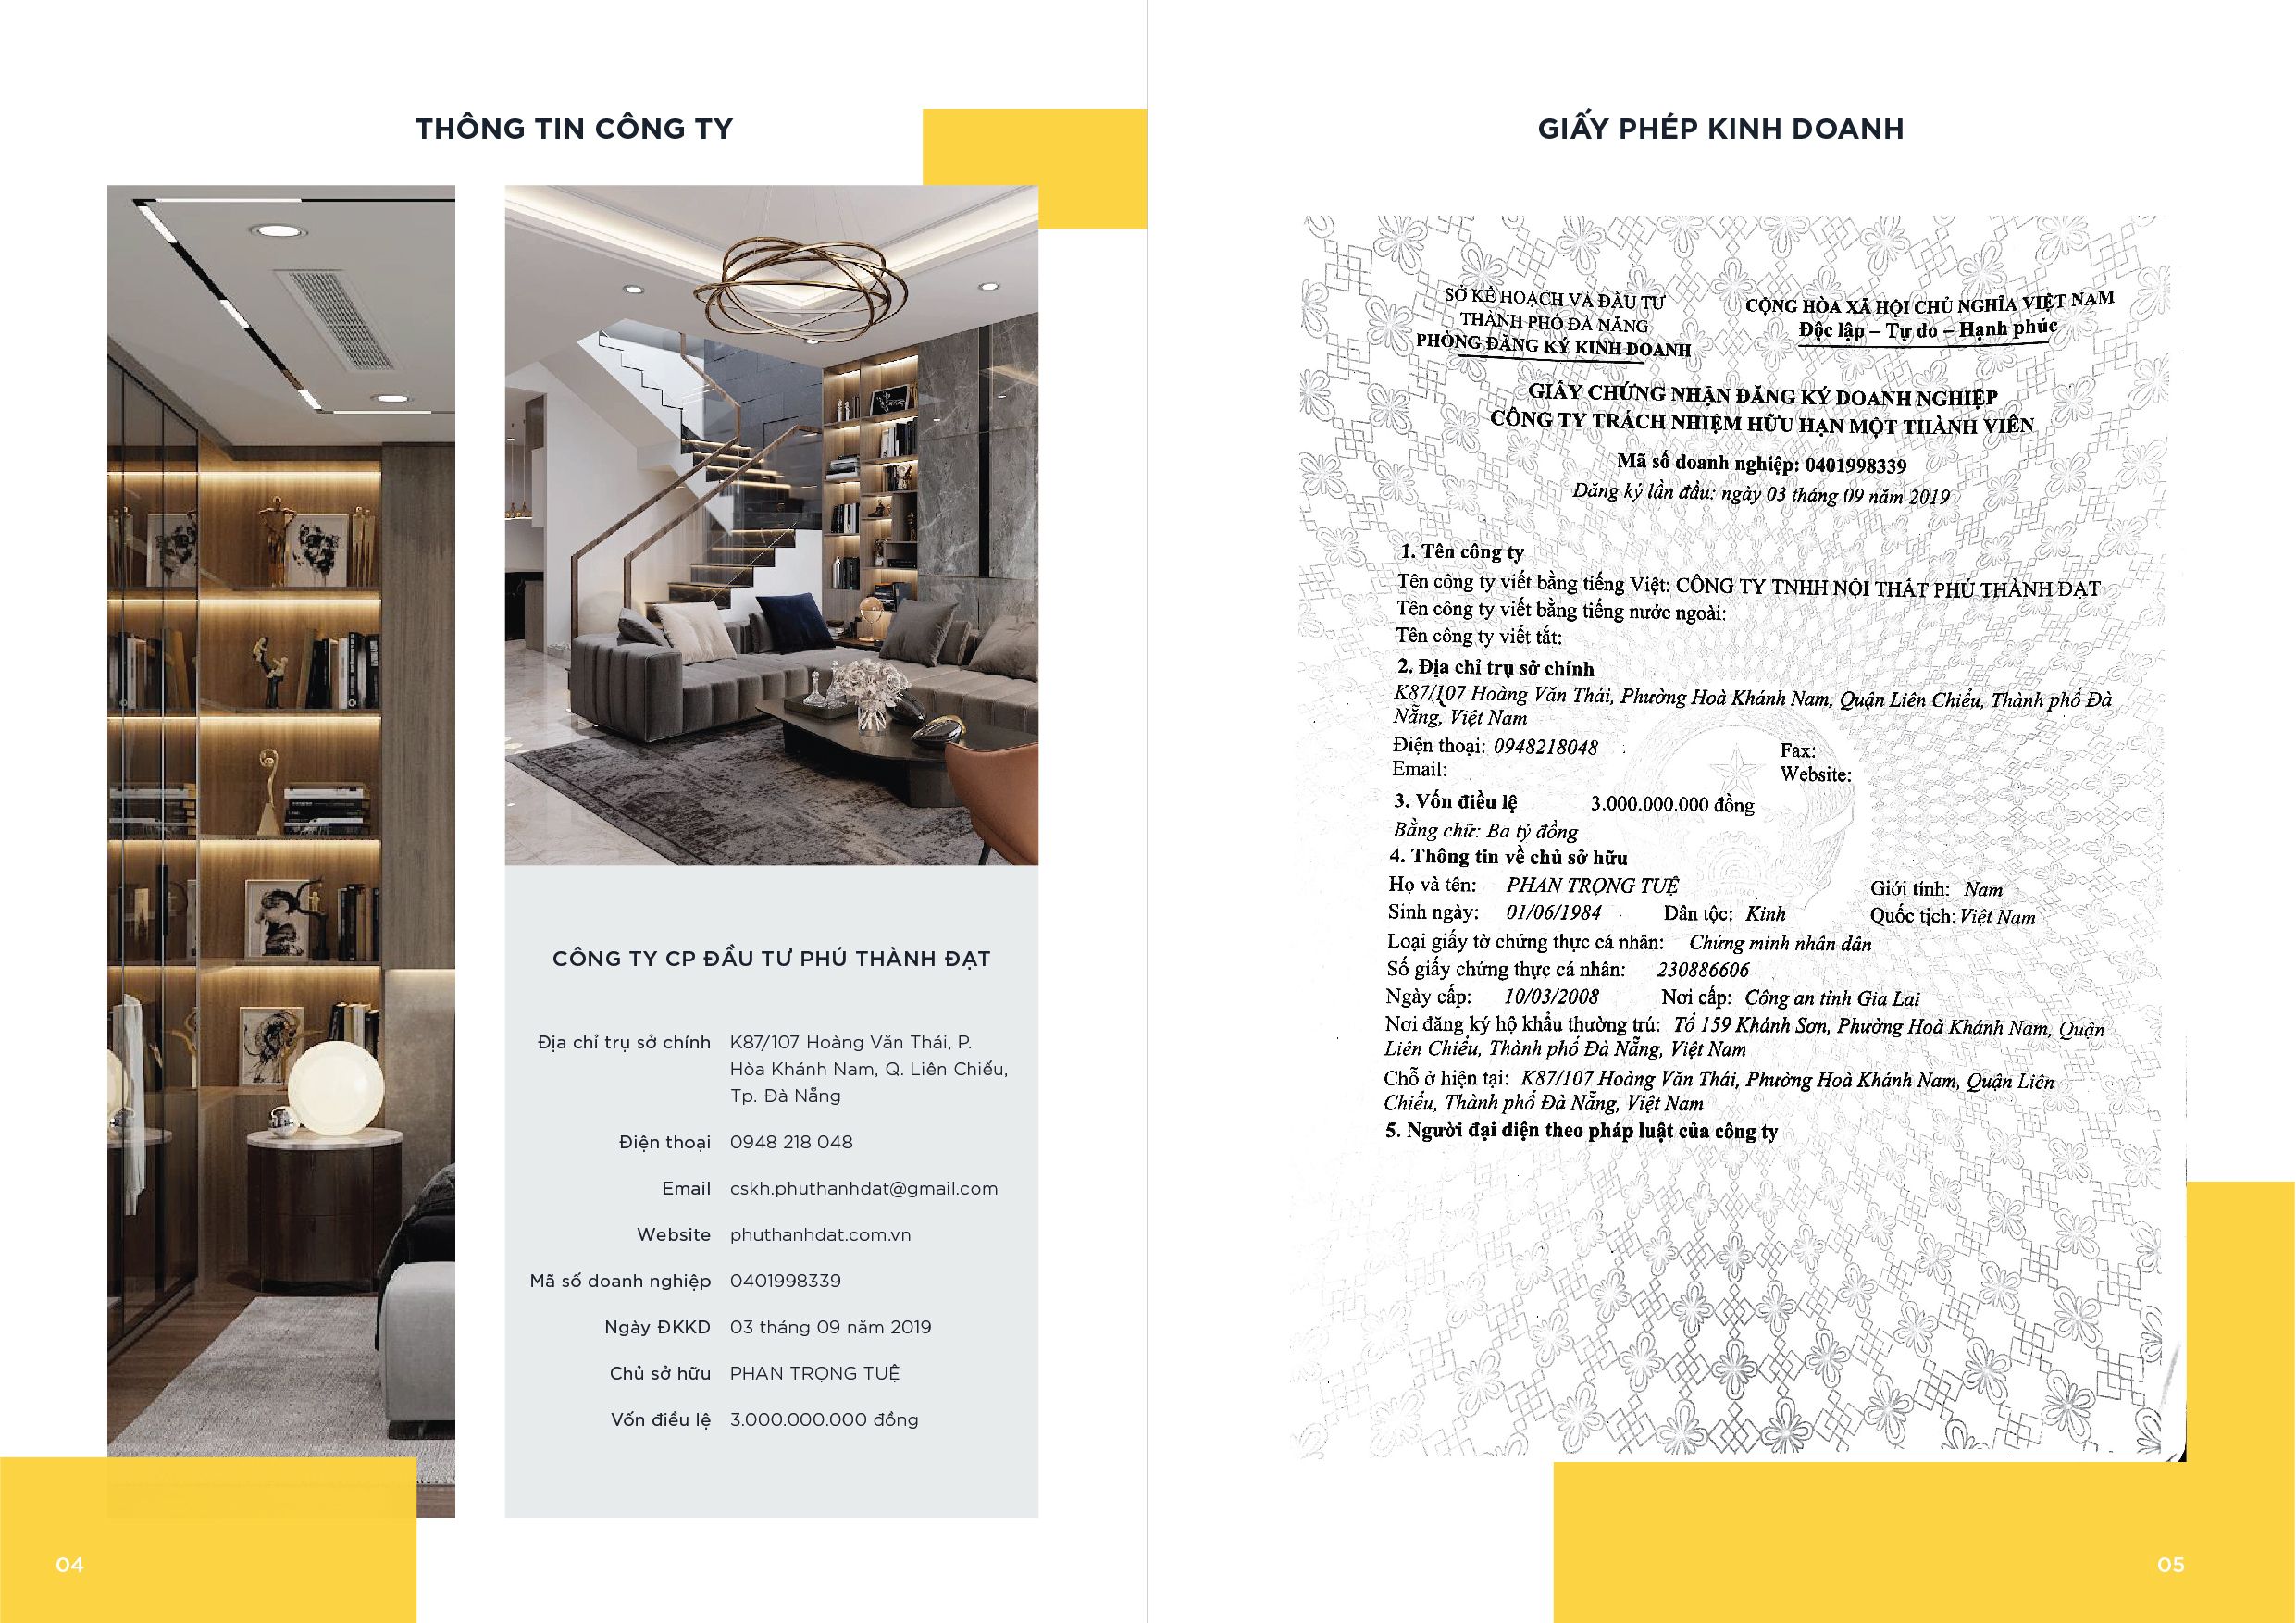 THÔNG TIN CÔNG TY
CÔNG TY CP ĐẦU TƯ PHÚ THÀNH ĐẠT
Địa chỉ trụ sở chính K87/107 Hoàng Văn Thái, P.
Hòa Khánh Nam, Q. Liên Chiểu,
Tp. Đà Nẵng
Điện thoại 0948 218 048
Email cskh.phuthanhdat@gmail.com
Website phuthanhdat.com.vn
Mã số doanh nghiệp 0401998339
Ngày ĐKKD 03 tháng 09 năm 2019
Chủ sở hữu PHAN TRỌNG TUỆ
Vốn điều lệ 3.000.000.000 đồng
04
GIẤY PHÉP KINH DOANH
SỞ KẾ HOẠCH VÀ ĐẦU TƯ
THÀNH PHỐ ĐÀ NẴNG
PHÒNG ĐĂNG KÝ KINH DOANH
CỘNG HÒA XÃ HỘI CHỦ NGHĨA VIỆT NAM
Độc lập – Tự do – Hạnh phúc
GIẤY CHỨNG NHẬN ĐĂNG KÝ DOANH NGHIỆP
CÔNG TY TRÁCH NHIỆM HỮU HẠN MỘT THÀNH VIÊN
Mã số doanh nghiệp: 0401998339
Đăng ký lần đầu: ngày 03 tháng 09 năm 2019
1. Tên công ty
Tên công ty viết bằng tiếng Việt: CÔNG TY TNHH NỘI THẤT PHÚ THÀNH ĐẠT
Tên công ty viết bằng tiếng nước ngoài:
Tên công ty viết tắt:
2. Địa chỉ trụ sở chính
K87/107 Hoàng Văn Thái, Phường Hoà Khánh Nam, Quận Liên Chiểu, Thành phố Đà
Nẵng, Việt Nam
Điện thoại: 0948218048 Fax:
Email: Website:
3. Vốn điều lệ 3.000.000.000 đồng
Bằng chữ: Ba tỷ đồng
4. Thông tin về chủ sở hữu
Họ và tên: PHAN TRỌNG TUỆ Giới tính: Nam
Sinh ngày: 01/06/1984 Dân tộc: Kinh Quốc tịch: Việt Nam
Loại giấy tờ chứng thực cá nhân: Chứng minh nhân dân
Số giấy chứng thực cá nhân: 230886606
Ngày cấp: 10/03/2008 Nơi cấp: Công an tỉnh Gia Lai
Nơi đăng ký hộ khẩu thường trú: Tổ 159 Khánh Sơn, Phường Hoà Khánh Nam, Quận
Liên Chiểu, Thành phố Đà Nẵng, Việt Nam
Chỗ ở hiện tại: K87/107 Hoàng Văn Thái, Phường Hoà Khánh Nam, Quận Liên
Chiểu, Thành phố Đà Nẵng, Việt Nam
5. Người đại diện theo pháp luật của công ty
05